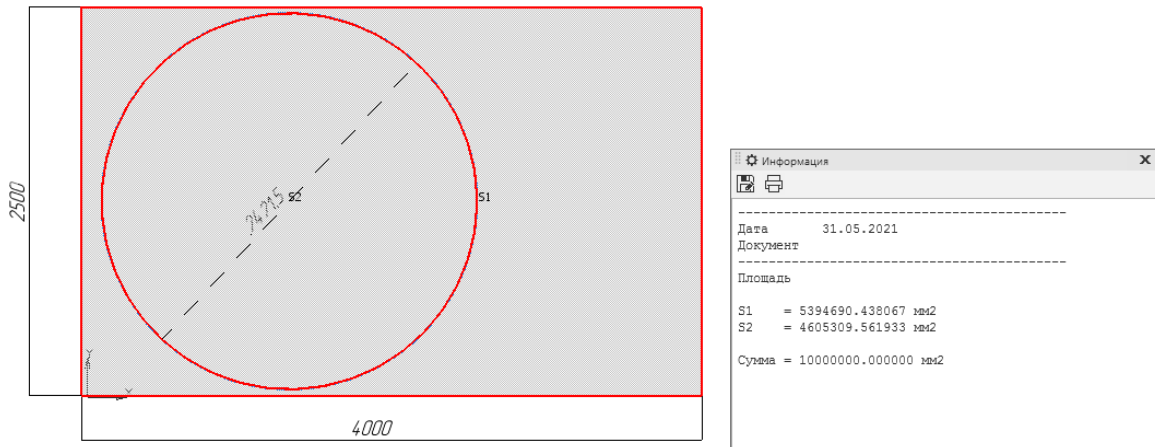 2500
2421,5
S2
S1
Y
4000
Информация
-------------------------------------------
Дата 31.05.2021
Документ
-------------------------------------------
Площадь
S1 = 5394690.438067 мм2
S2 = 4605309.561933 мм2
Сумма = 10000000.000000 мм2